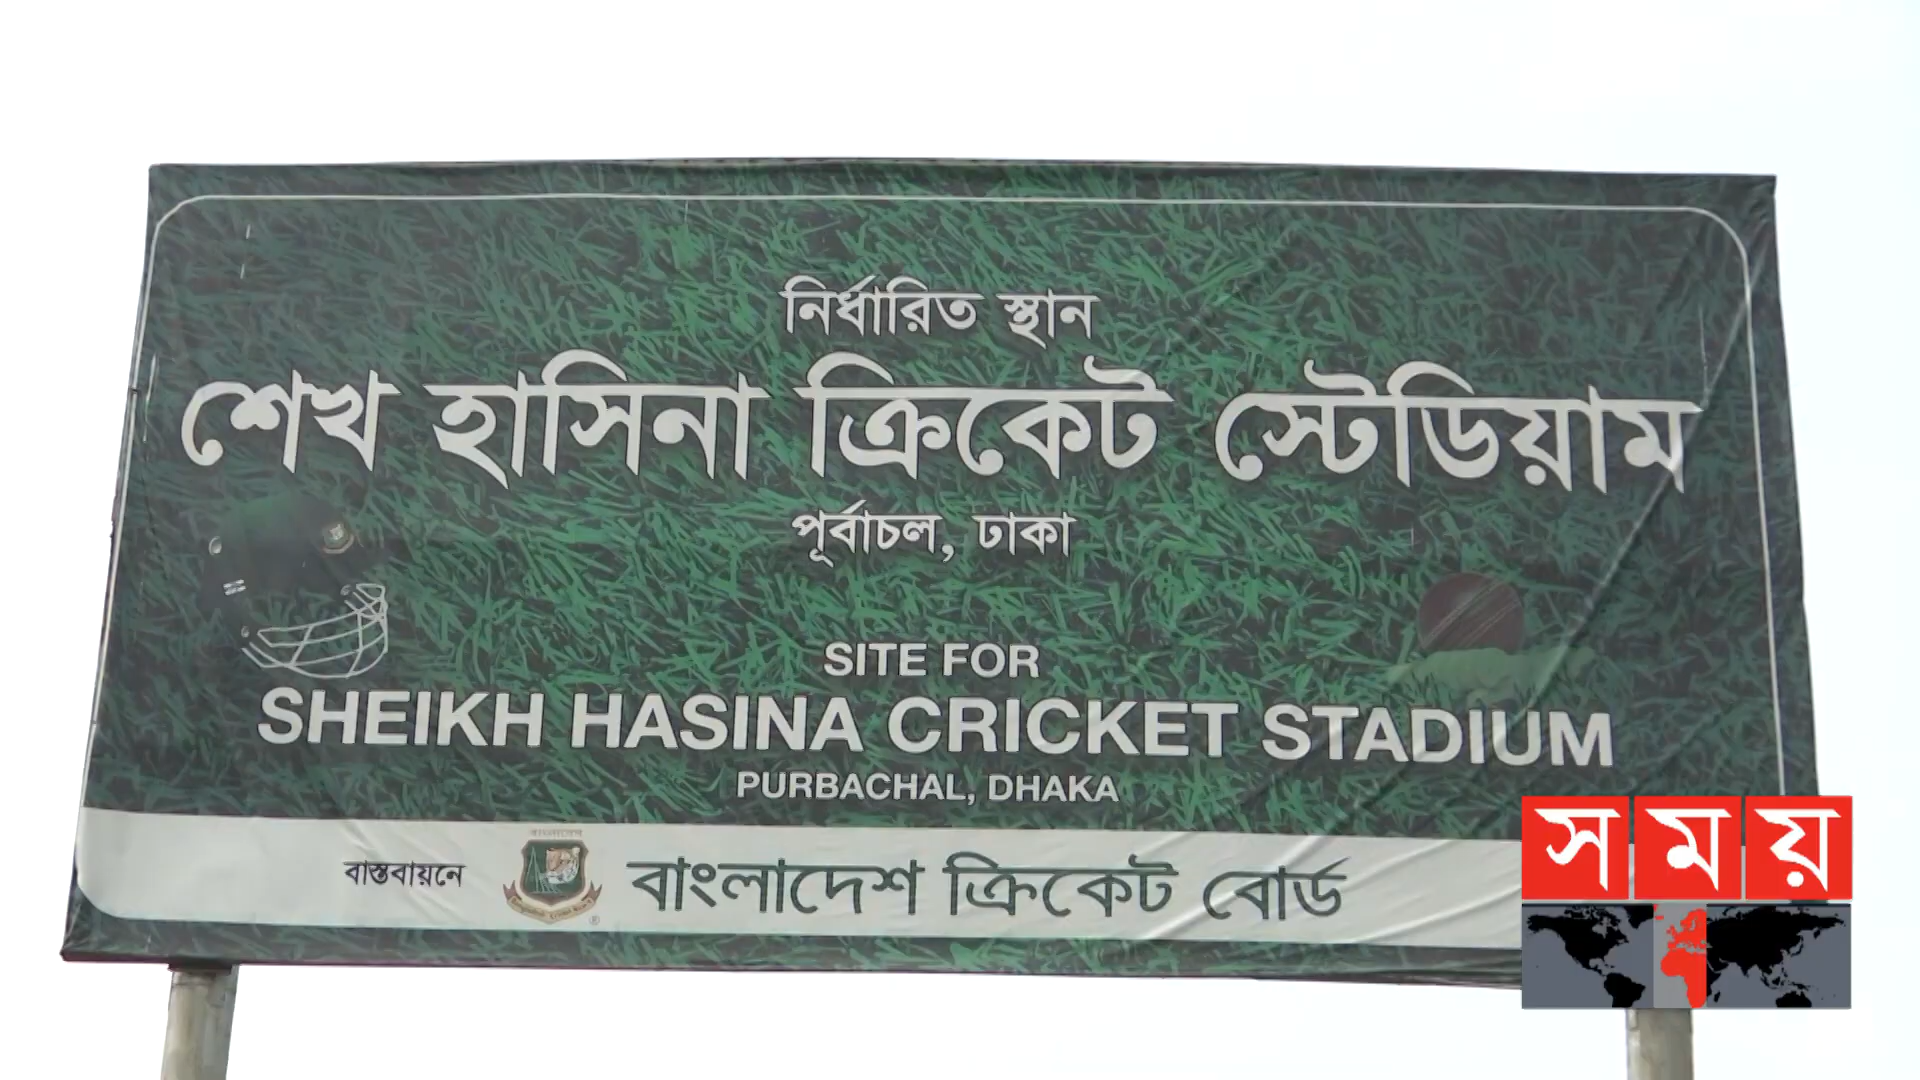 নির্ধারিত স্থান
শেখ হাসিনা ক্রিকেট স্টেডিয়াম
পূর্বাচল, ঢাকা
SITE FOR
SHEIKH HASINA CRICKET STADIUM
PURBACHAL, DHAKA
বাস্তবায়নে বাংলাদেশ ক্রিকেট বোর্ড
সময়